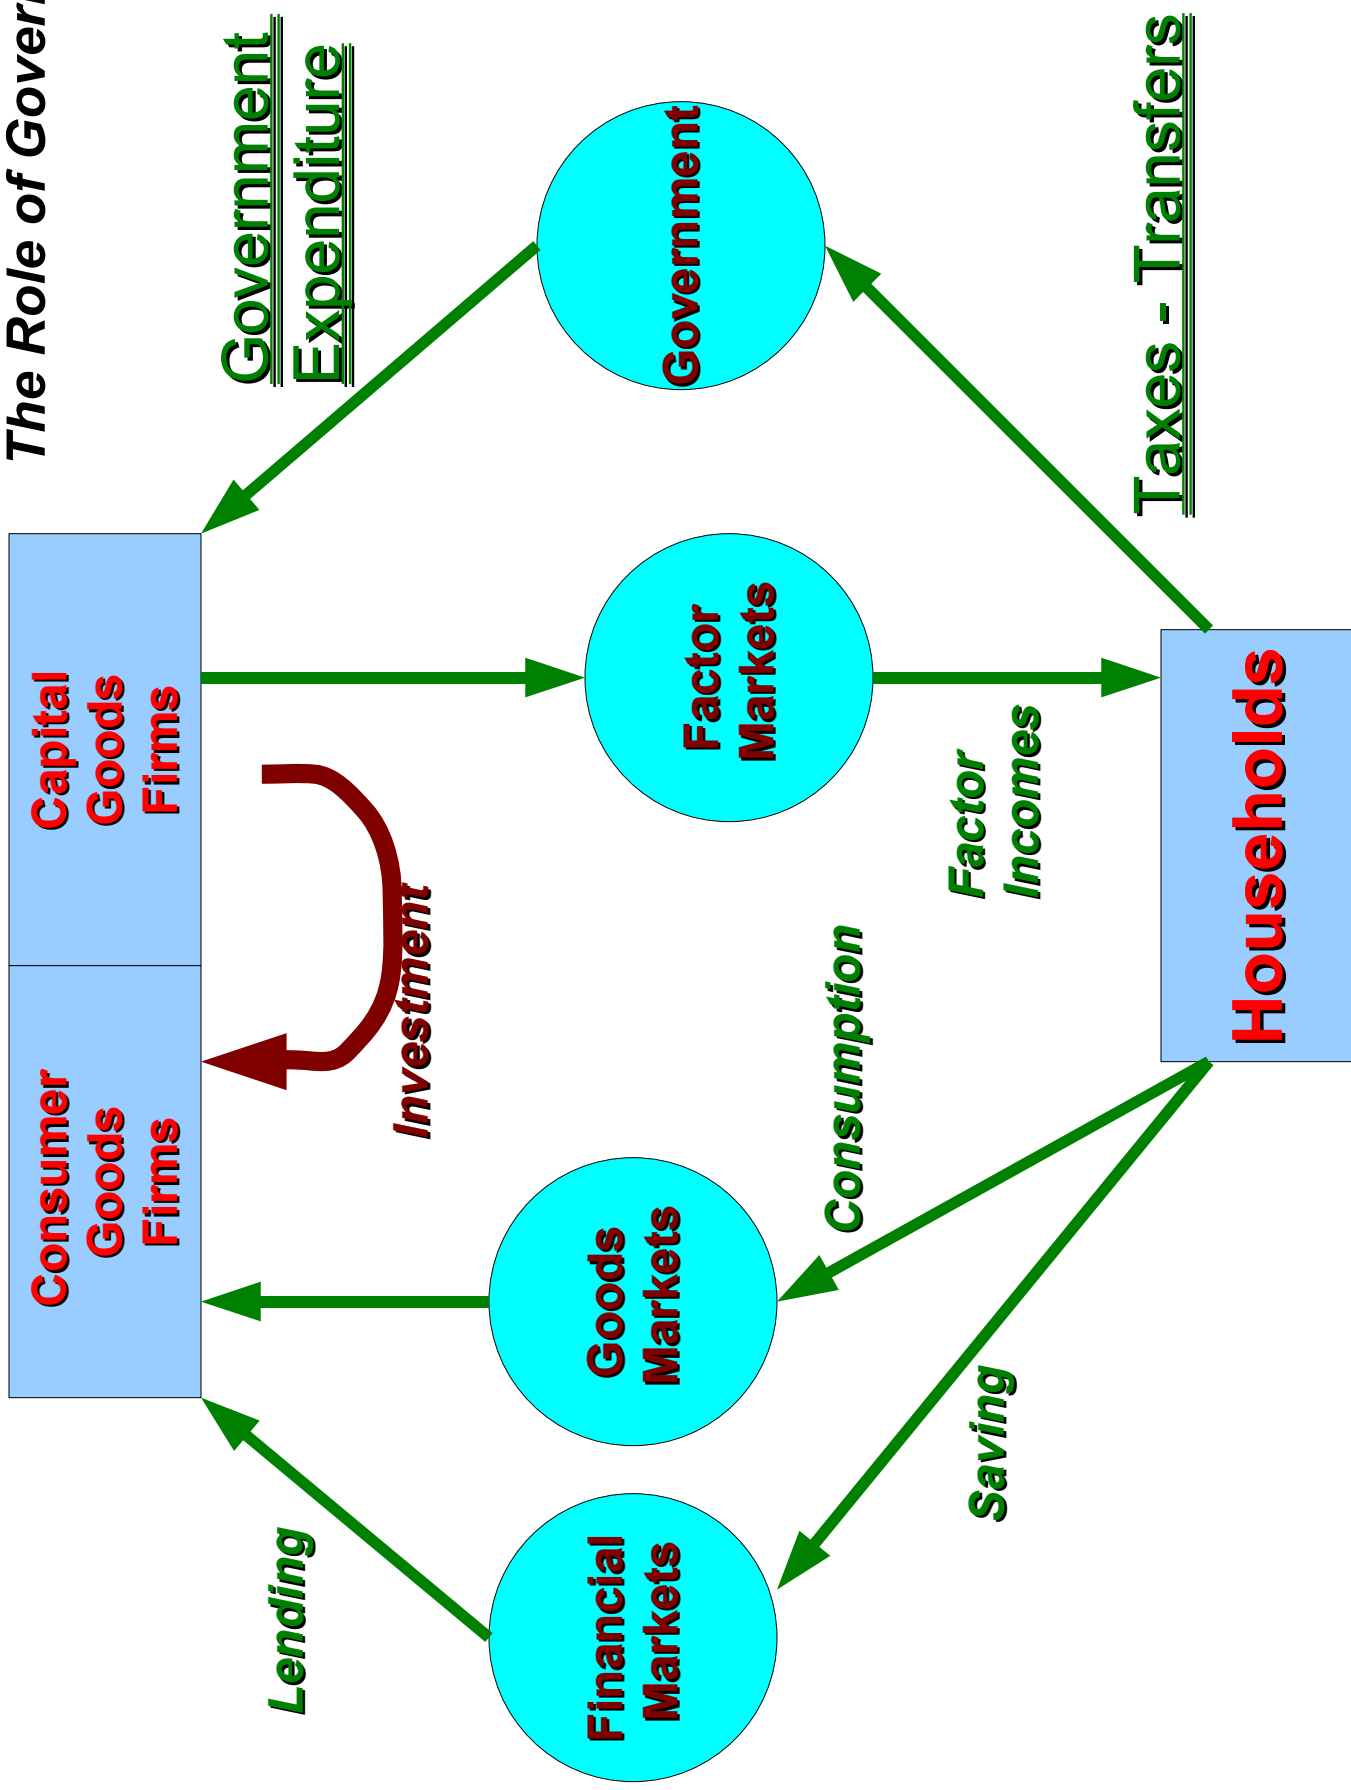 The Role of Gover
Consumer
Goods
Firms
Capital
Goods
Firms
Government
Expenditure
Lending
Investment
Financial
Markets
Goods
Markets
Factor
Markets
Government
Consumption
Factor
Incomes
Saving
Taxes - Transfers
Households